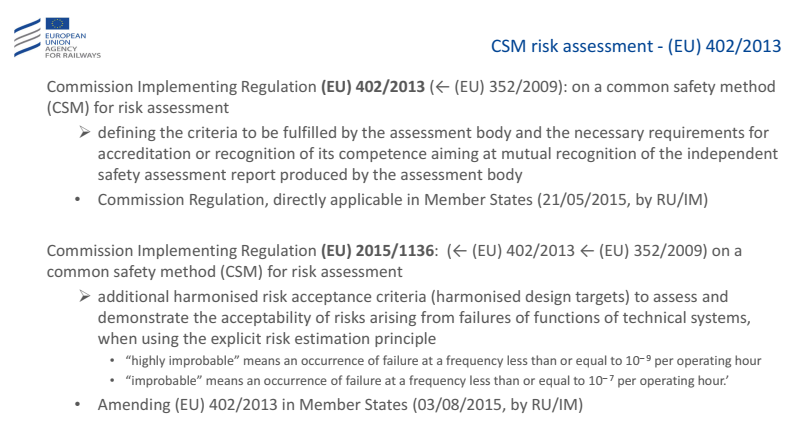 EUROPEAN
UNION
AGENCY
FOR RAILWAYS
CSM risk assessment - (EU) 402/2013
Commission Implementing Regulation (EU) 402/2013 (← (EU) 352/2009): on a common safety method
(CSM) for risk assessment
➢ defining the criteria to be fulfilled by the assessment body and the necessary requirements for
accreditation or recognition of its competence aiming at mutual recognition of the independent
safety assessment report produced by the assessment body
• Commission Regulation, directly applicable in Member States (21/05/2015, by RU/IM)
Commission Implementing Regulation (EU) 2015/1136: (← (EU) 402/2013 ← (EU) 352/2009) on a
common safety method (CSM) for risk assessment
➢ additional harmonised risk acceptance criteria (harmonised design targets) to assess and
demonstrate the acceptability of risks arising from failures of functions of technical systems,
when using the explicit risk estimation principle
• “highly improbable” means an occurrence of failure at a frequency less than or equal to 10⁻⁹ per operating hour
• “improbable” means an occurrence of failure at a frequency less than or equal to 10⁻⁷ per operating hour.’
• Amending (EU) 402/2013 in Member States (03/08/2015, by RU/IM)